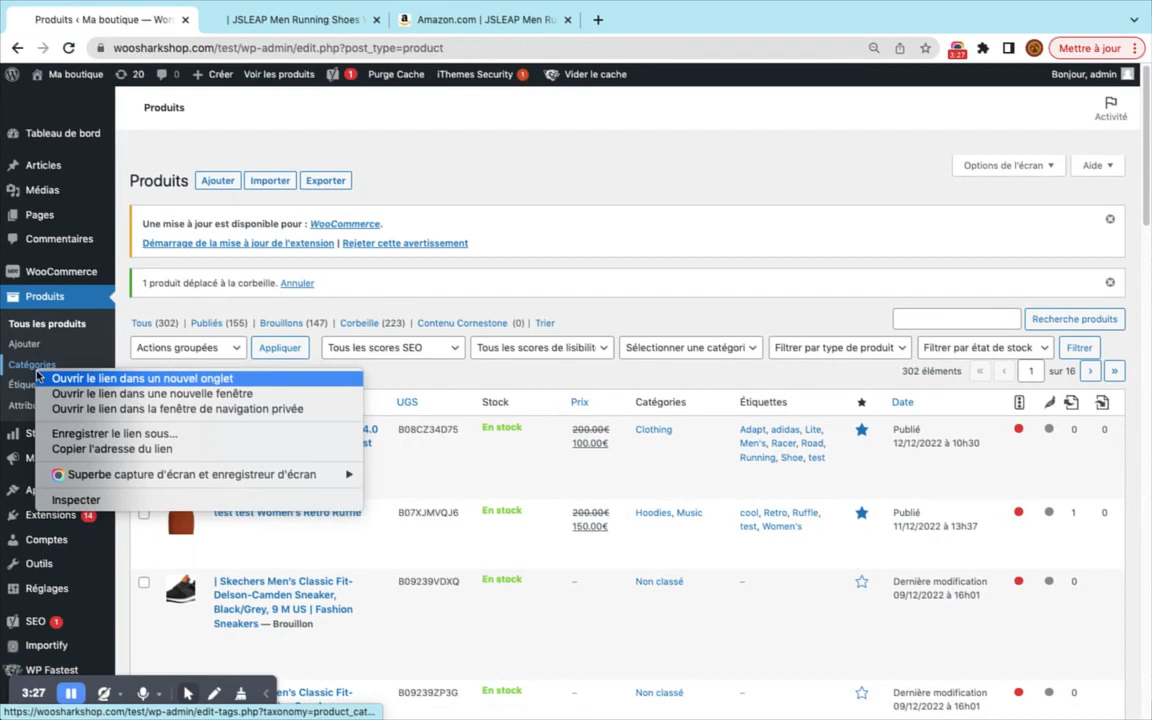 Produits ‹ Ma boutique — Wor
| JSLEAP Men Running Shoes
Amazon.com | JSLEAP Men Ru
woosharkshop.com/test/wp-admin/edit.php?post_type=product
3:27
Mettre à jour
Ma boutique
20
0
Créer
Voir les produits
1
Purge Cache
iThemes Security
1
Vider le cache
Bonjour, admin
Tableau de bord
Articles
Médias
Pages
Commentaires
WooCommerce
Produits
Tous les produits
Ajouter
Catégories
Extensions 14
Comptes
Outils
Réglages
SEO 1
Importify
WP Fastest
Produits
Activité
Options de l'écran
Aide
Produits
Ajouter
Importer
Exporter
Une mise à jour est disponible pour : WooCommerce.
Démarrage de la mise à jour de l'extension | Rejeter cette avertissement
1 produit déplacé à la corbeille. Annuler
Tous (302) | Publiés (155) | Brouillons (147) | Corbeille (223) | Contenu Cornestone (0) | Trier
Recherche produits
Actions groupées
Appliquer
Tous les scores SEO
Tous les scores de lisibilit
Sélectionner une catégori
Filtrer par type de produit
Filtrer par état de stock
Filtrer
302 éléments
« ‹ 1 sur 16 › »
Ouvrir le lien dans un nouvel onglet
Ouvrir le lien dans une nouvelle fenêtre
Ouvrir le lien dans la fenêtre de navigation privée
Enregistrer le lien sous...
Copier l'adresse du lien
Superbe capture d'écran et enregistreur d'écran
Inspecter
UGS
Stock
Prix
Catégories
Étiquettes
Date
4.0
B08CZ34D75
En stock
200.00€
100.00€
Clothing
Adapt, adidas, Lite,
Men's, Racer, Road,
Running, Shoe, test
Publié
12/12/2022 à 10h30
0
0
test test Women's Retro Ruffle
B07XJMVQJ6
En stock
200.00€
150.00€
Hoodies, Music
cool, Retro, Ruffle,
test, Women's
Publié
11/12/2022 à 13h37
1
0
| Skechers Men's Classic Fit-
Delson-Camden Sneaker,
Black/Grey, 9 M US | Fashion
Sneakers — Brouillon
B09239VDXQ
En stock
–
Non classé
–
Dernière modification
09/12/2022 à 16h01
0
Men's Classic Fit-
B09239ZP3G
En stock
–
Non classé
–
Dernière modification
09/12/2022 à 16h01
0
3:27
https://woosharkshop.com/test/wp-admin/edit-tags.php?taxonomy=product_cat...